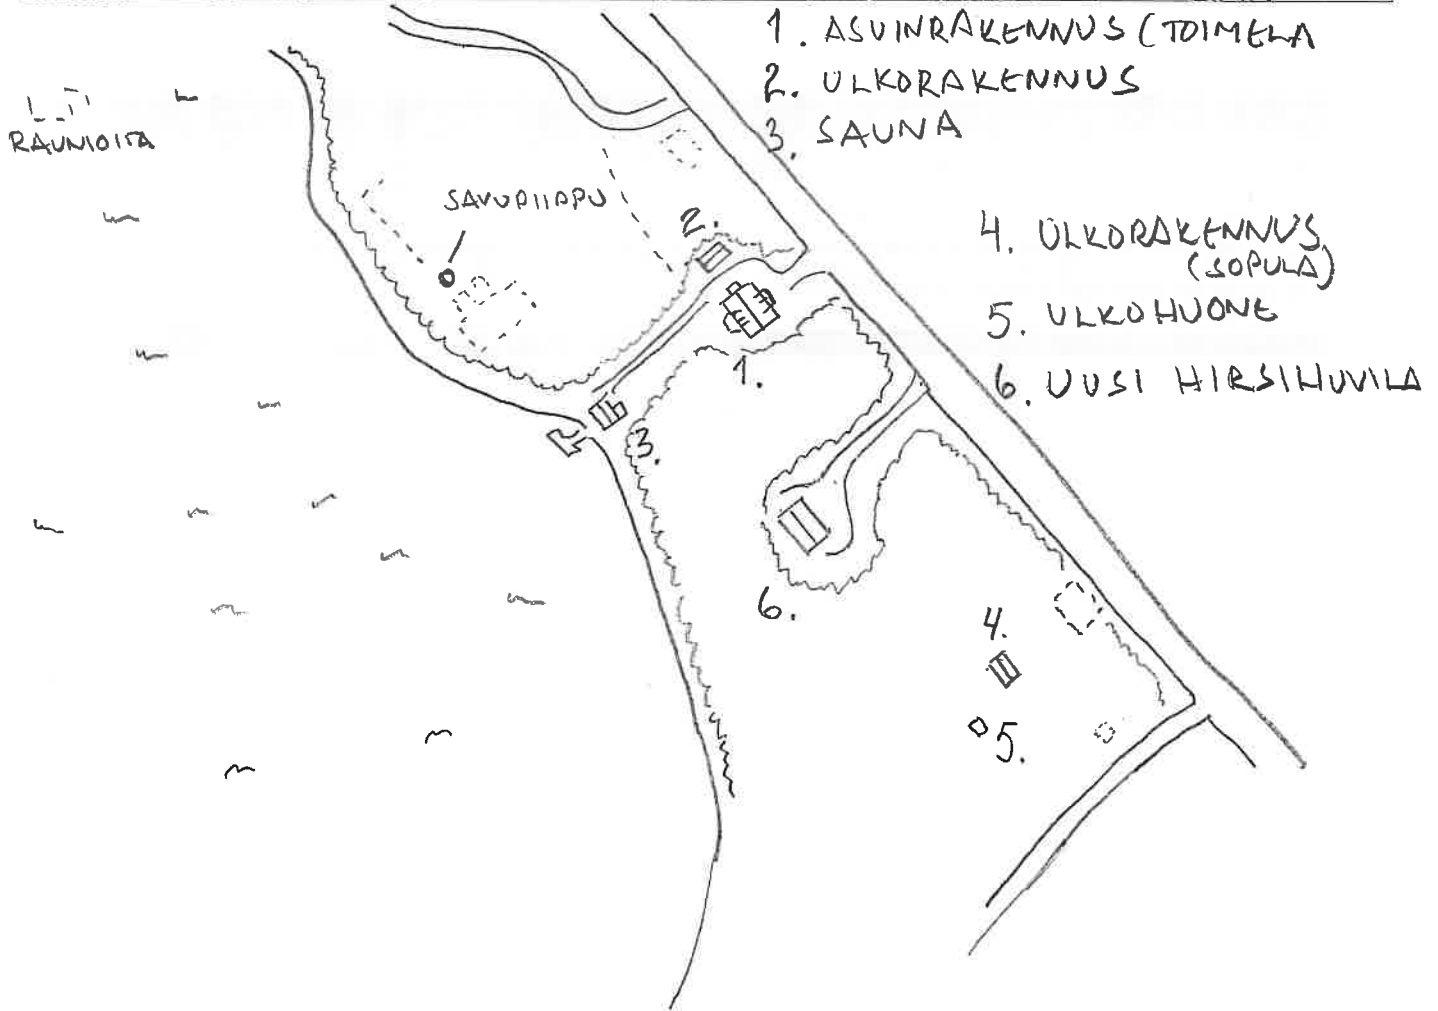 1. ASUINRAKENNUS (TOIMELA
2. ULKORAKENNUS
3. SAUNA
RAUNIOITA
SAVUPIIPPU
2.
4. ULKORAKENNUS
(SOPULA)
5. ULKOHUONE
6. UUSI HIRSIHUVILA
1.
3.
6.
4.
5.